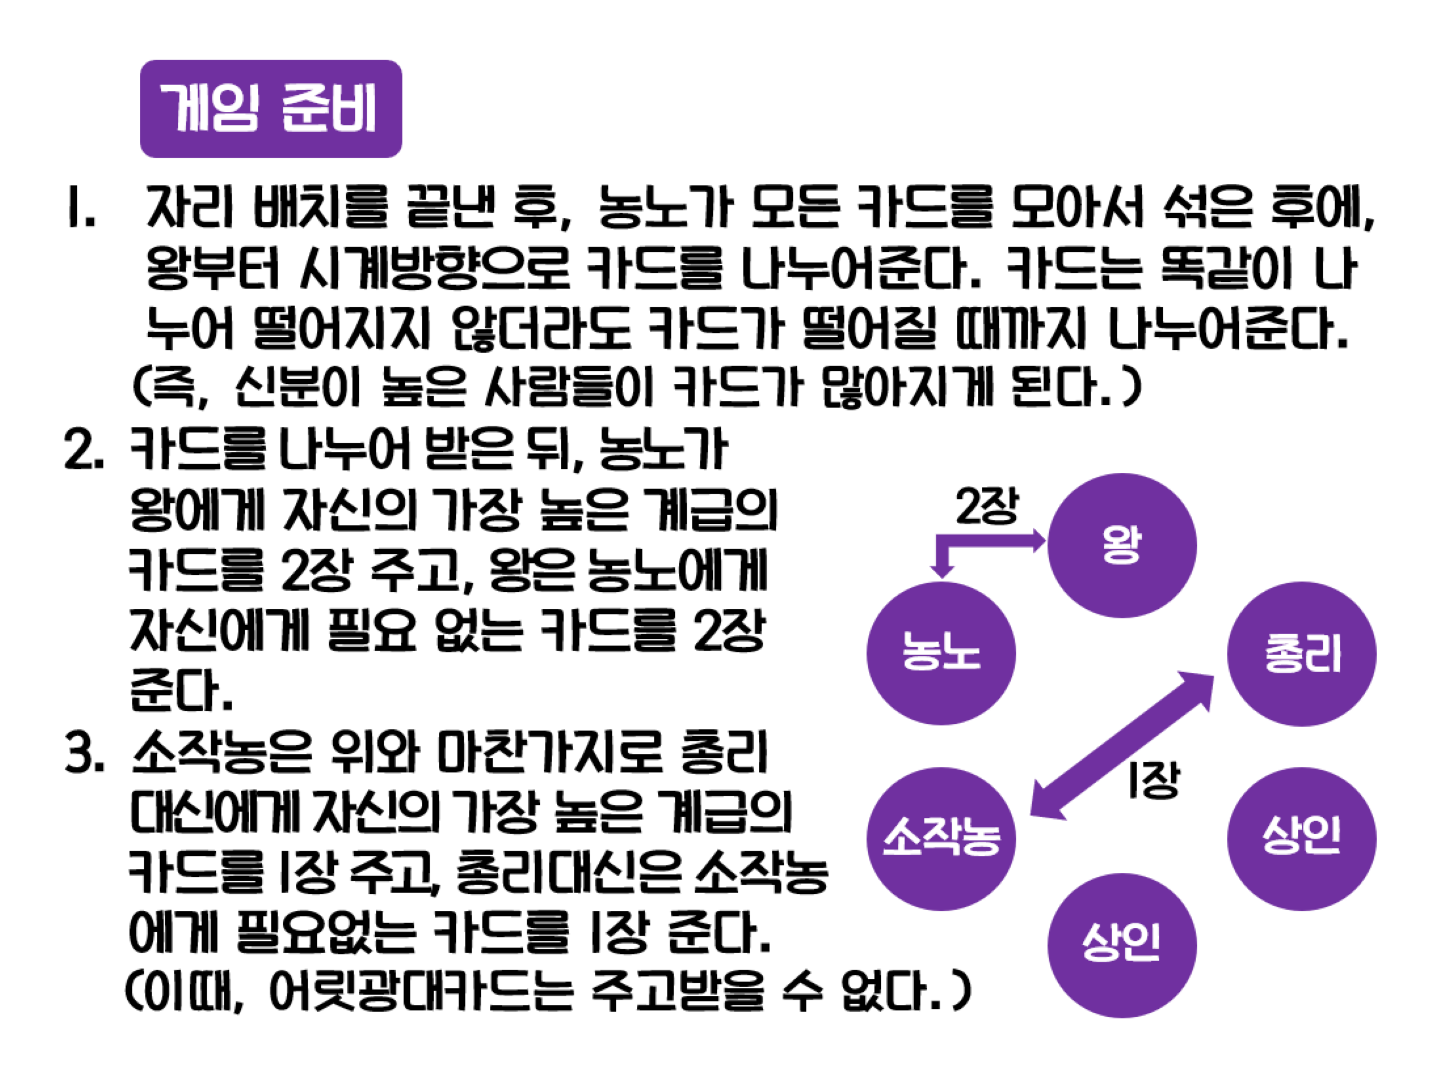 게임 준비
1. 자리 배치를 끝낸 후, 농노가 모든 카드를 모아서 섞은 후에,
왕부터 시계방향으로 카드를 나누어준다. 카드는 똑같이 나
누어 떨어지지 않더라도 카드가 떨어질 때까지 나누어준다.
(즉, 신분이 높은 사람들이 카드가 많아지게 된다.)
2. 카드를 나누어 받은 뒤, 농노가
왕에게 자신의 가장 높은 계급의
카드를 2장 주고, 왕은 농노에게
자신에게 필요 없는 카드를 2장
준다.
3. 소작농은 위와 마찬가지로 총리
대신에게 자신의 가장 높은 계급의
카드를 1장 주고, 총리대신은 소작농
에게 필요없는 카드를 1장 준다.
(이때, 어릿광대카드는 주고받을 수 없다.)
2장
왕
농노
총리
1장
소작농
상인
상인